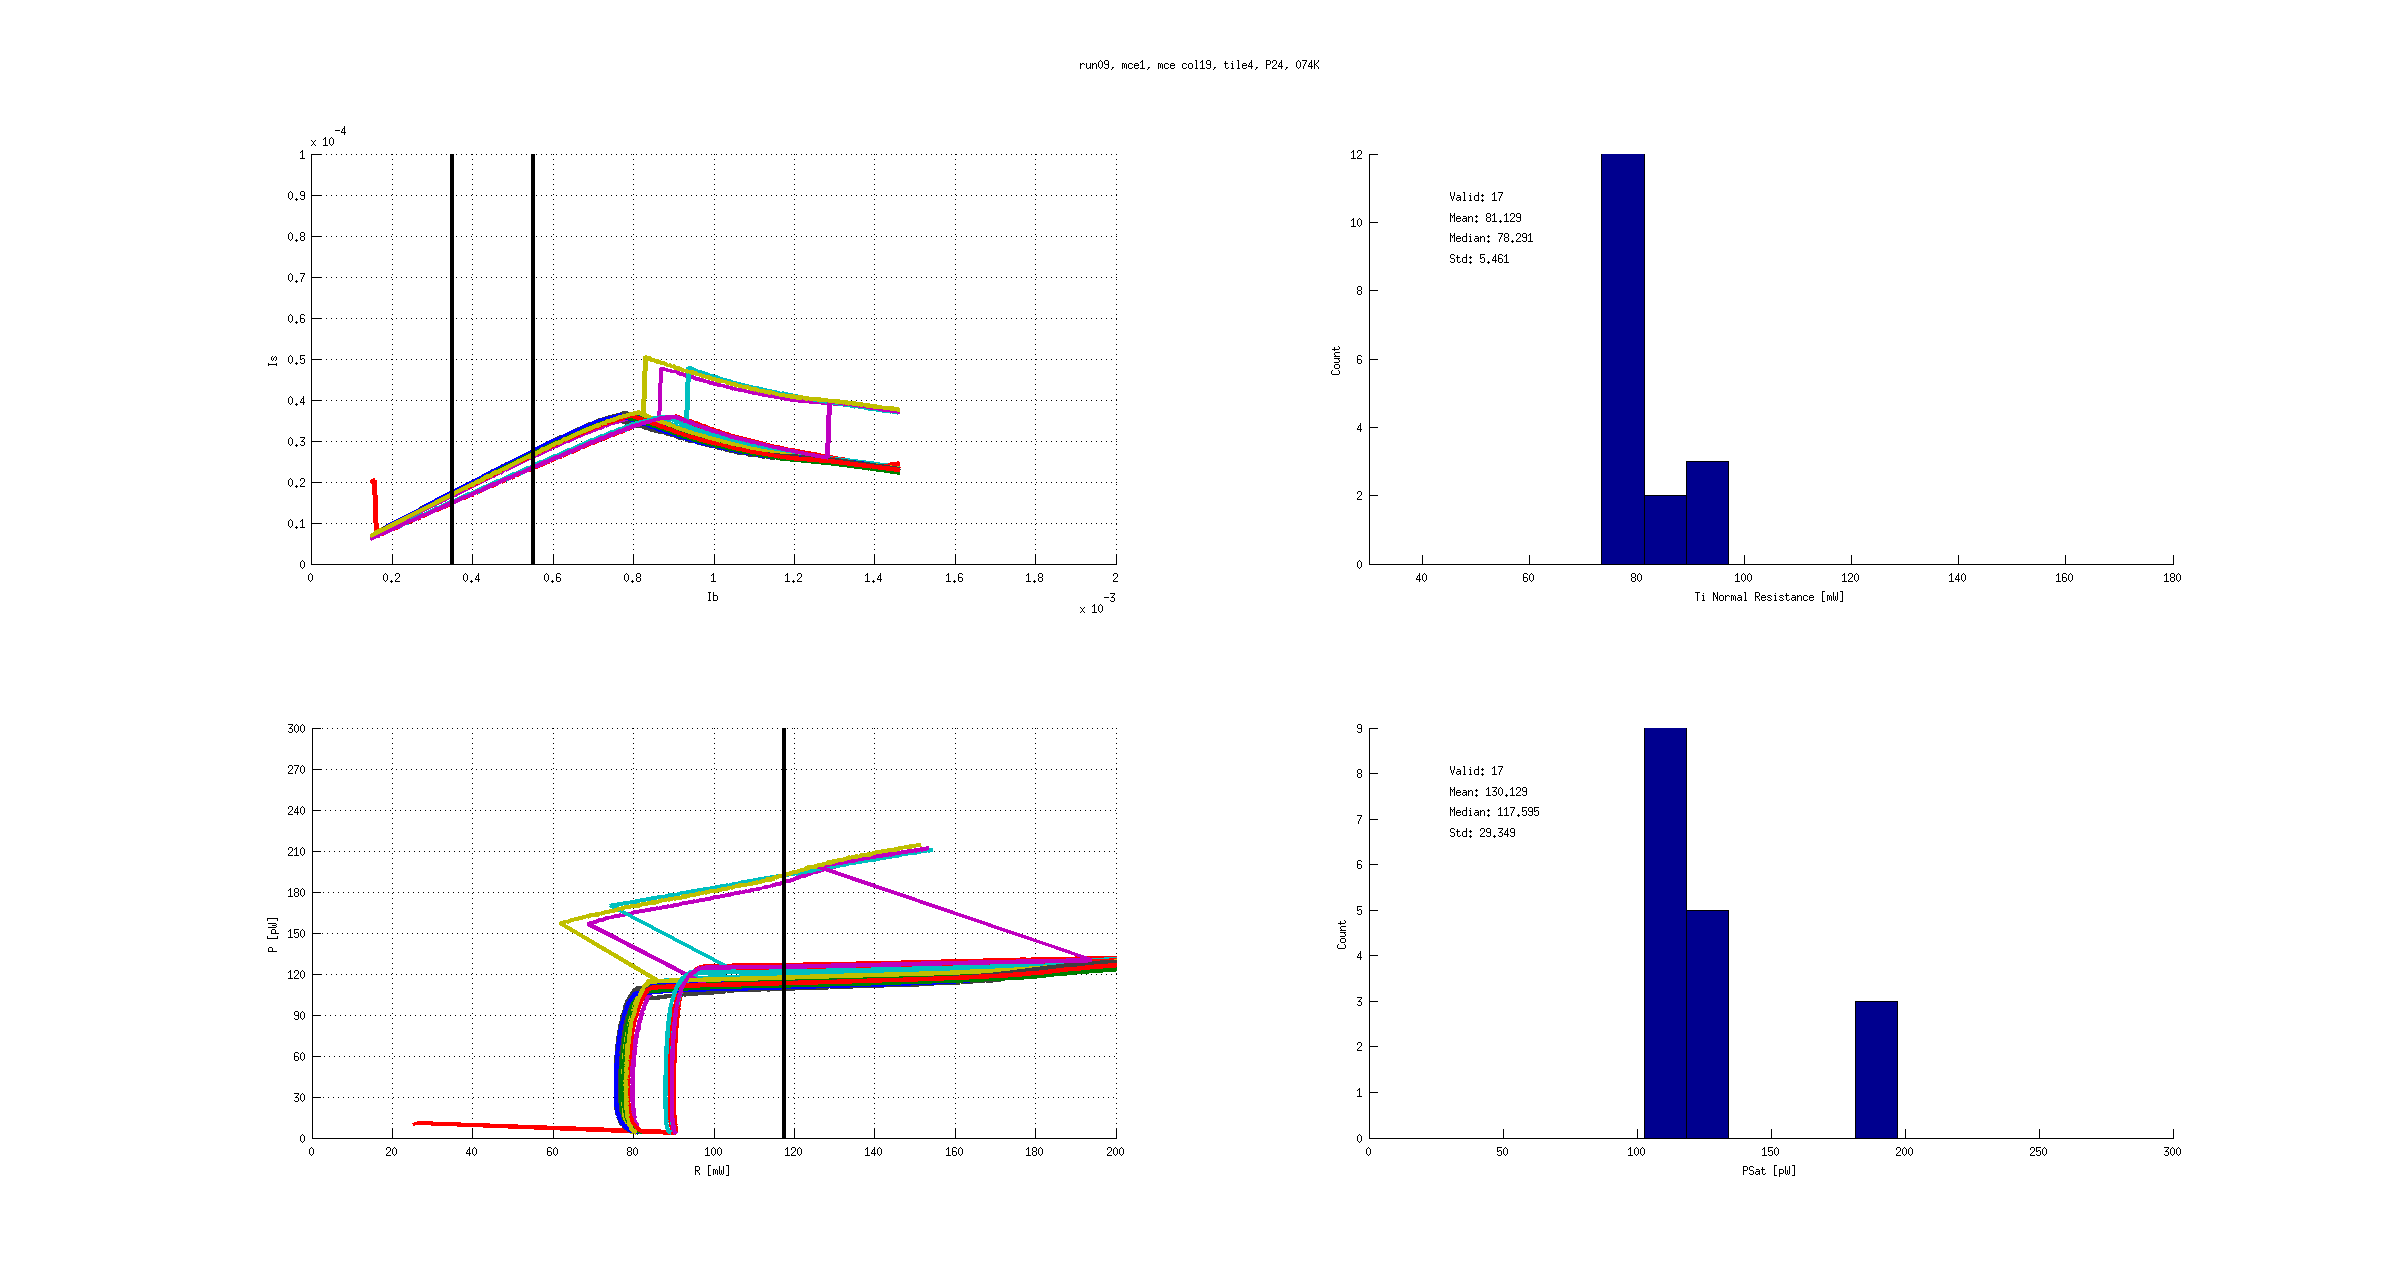 run09, mce1, mce col19, tile4, P24, 074K
x 10^-4
1
0.9
0.8
0.7
0.6
0.5
0.4
0.3
0.2
0.1
0
Is
0 0.2 0.4 0.6 0.8 1 1.2 1.4 1.6 1.8 2
Ib
x 10^-3
12
10
8
6
4
2
0
Count
Valid: 17
Mean: 81.129
Median: 78.291
Std: 5.461
40 60 80 100 120 140 160 180
Ti Normal Resistance [mW]
300
270
240
210
180
150
120
90
60
30
0
P [pW]
0 20 40 60 80 100 120 140 160 180 200
R [mW]
9
8
7
6
5
4
3
2
1
0
Count
Valid: 17
Mean: 130.129
Median: 117.595
Std: 29.349
0 50 100 150 200 250 300
PSat [pW]